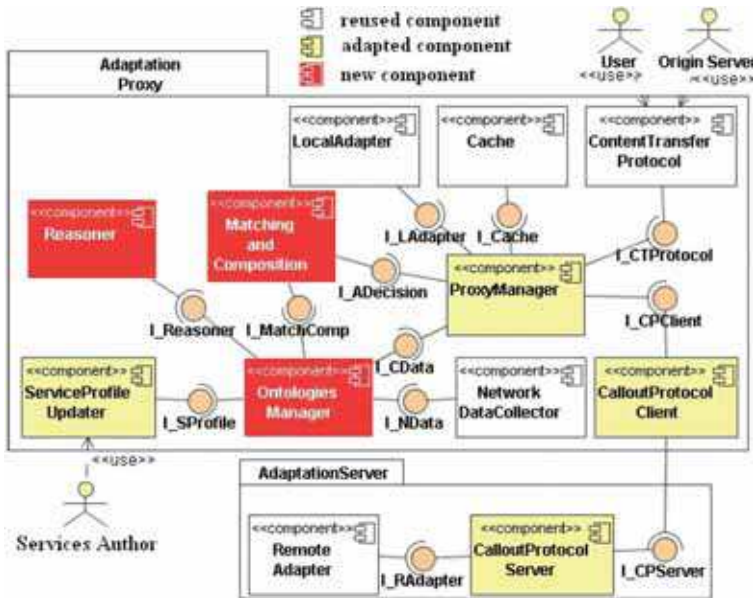 reused component
adapted component
new component
User
Origin Server
<<use>>
<<use>>
Adaptation
Proxy
<<component>>
LocalAdapter
<<component>>
Cache
<<component>>
ContentTransfer
Protocol
<<component>>
Reasoner
<<component>>
Matching
and
Composition
I_LAdapter
I_Cache
I_CTProtocol
<<component>>
ProxyManager
I_ADecision
I_Reasoner
I_MatchComp
I_CPClient
I_CData
<<component>>
ServiceProfile
Updater
I_SProfile
<<component>>
Ontologies
Manager
I_NData
<<component>>
Network
DataCollector
<<component>>
CalloutProtocol
Client
<<use>>
Services Author
AdaptationServer
<<component>>
Remote
Adapter
I_RAdapter
<<component>>
CalloutProtocol
Server
I_CPServer